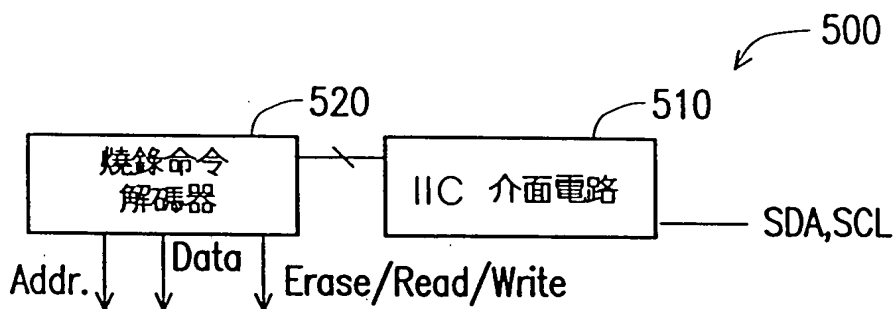 500
520
510
燒錄命令
解碼器
IIC 介面電路
SDA,SCL
Addr.
Data
Erase/Read/Write